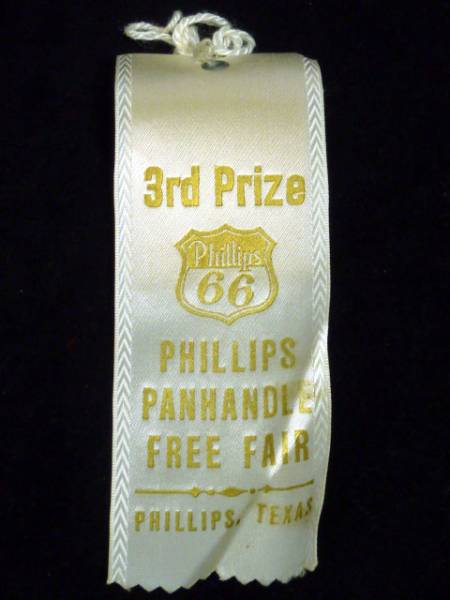 3rd Prize
Phillips
66
PHILLIPS
PANHANDLE
FREE FAIR
PHILLIPS, TEXAS